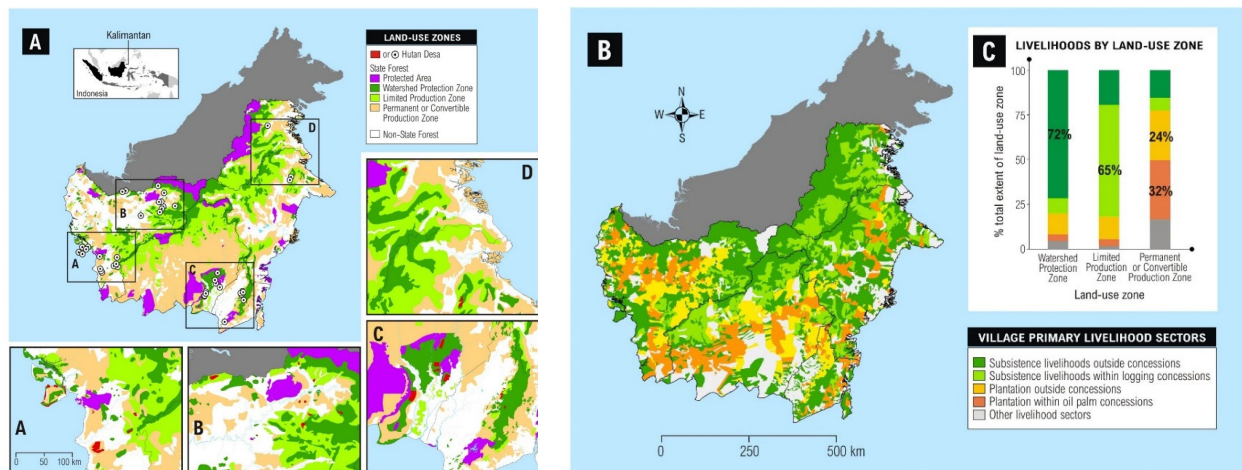 A
Kalimantan
Indonesia
LAND-USE ZONES
or Hutan Desa
State Forest
Protected Area
Watershed Protection Zone
Limited Production Zone
Permanent or Convertible
Production Zone
Non-State Forest
D
B
A
C
D
C
A
0 50 100 km
B
B
N
W E
S
0 250 500 km
C
LIVELIHOODS BY LAND-USE ZONE
% total extent of land-use zone
100
75
50
25
0
72%
65%
24%
32%
Watershed
Protection
Zone
Limited
Production
Zone
Permanent
or Convertible
Production Zone
Land-use zone
VILLAGE PRIMARY LIVELIHOOD SECTORS
Subsistence livelihoods outside concessions
Subsistence livelihoods within logging concessions
Plantation outside concessions
Plantation within oil palm concessions
Other livelihood sectors